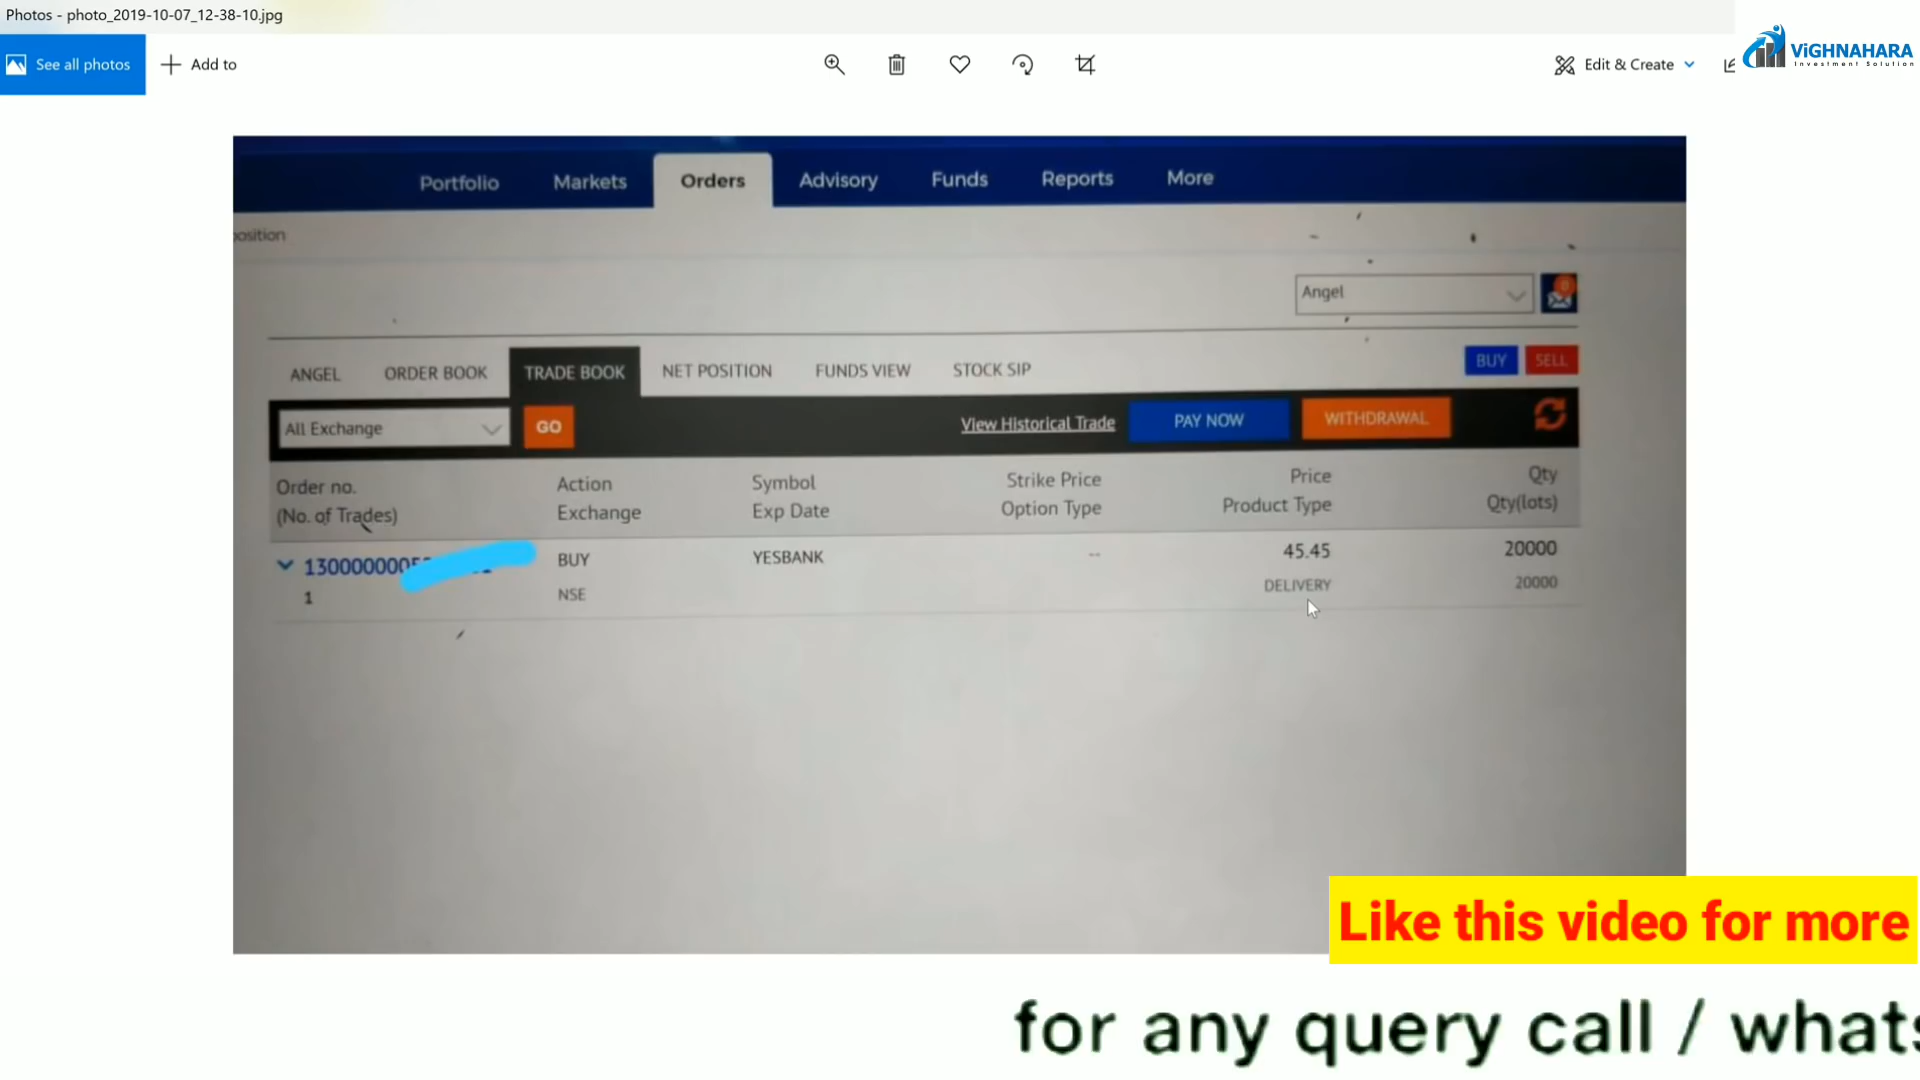 Photos - photo_2019-10-07_12-38-10.jpg
See all photos
Add to
Edit & Create
ViGHNAHARA
Investment Solution
Portfolio Markets Orders Advisory Funds Reports More
osition
Angel
ANGEL ORDER BOOK TRADE BOOK NET POSITION FUNDS VIEW STOCK SIP BUY SELL
All Exchange GO View Historical Trade PAY NOW WITHDRAWAL
Order no. Action Symbol Strike Price Price Qty
(No. of Trades) Exchange Exp Date Option Type Product Type Qty(lots)
130000000 BUY YESBANK -- 45.45 20000
1 NSE DELIVERY 20000
Like this video for more
for any query call / whats